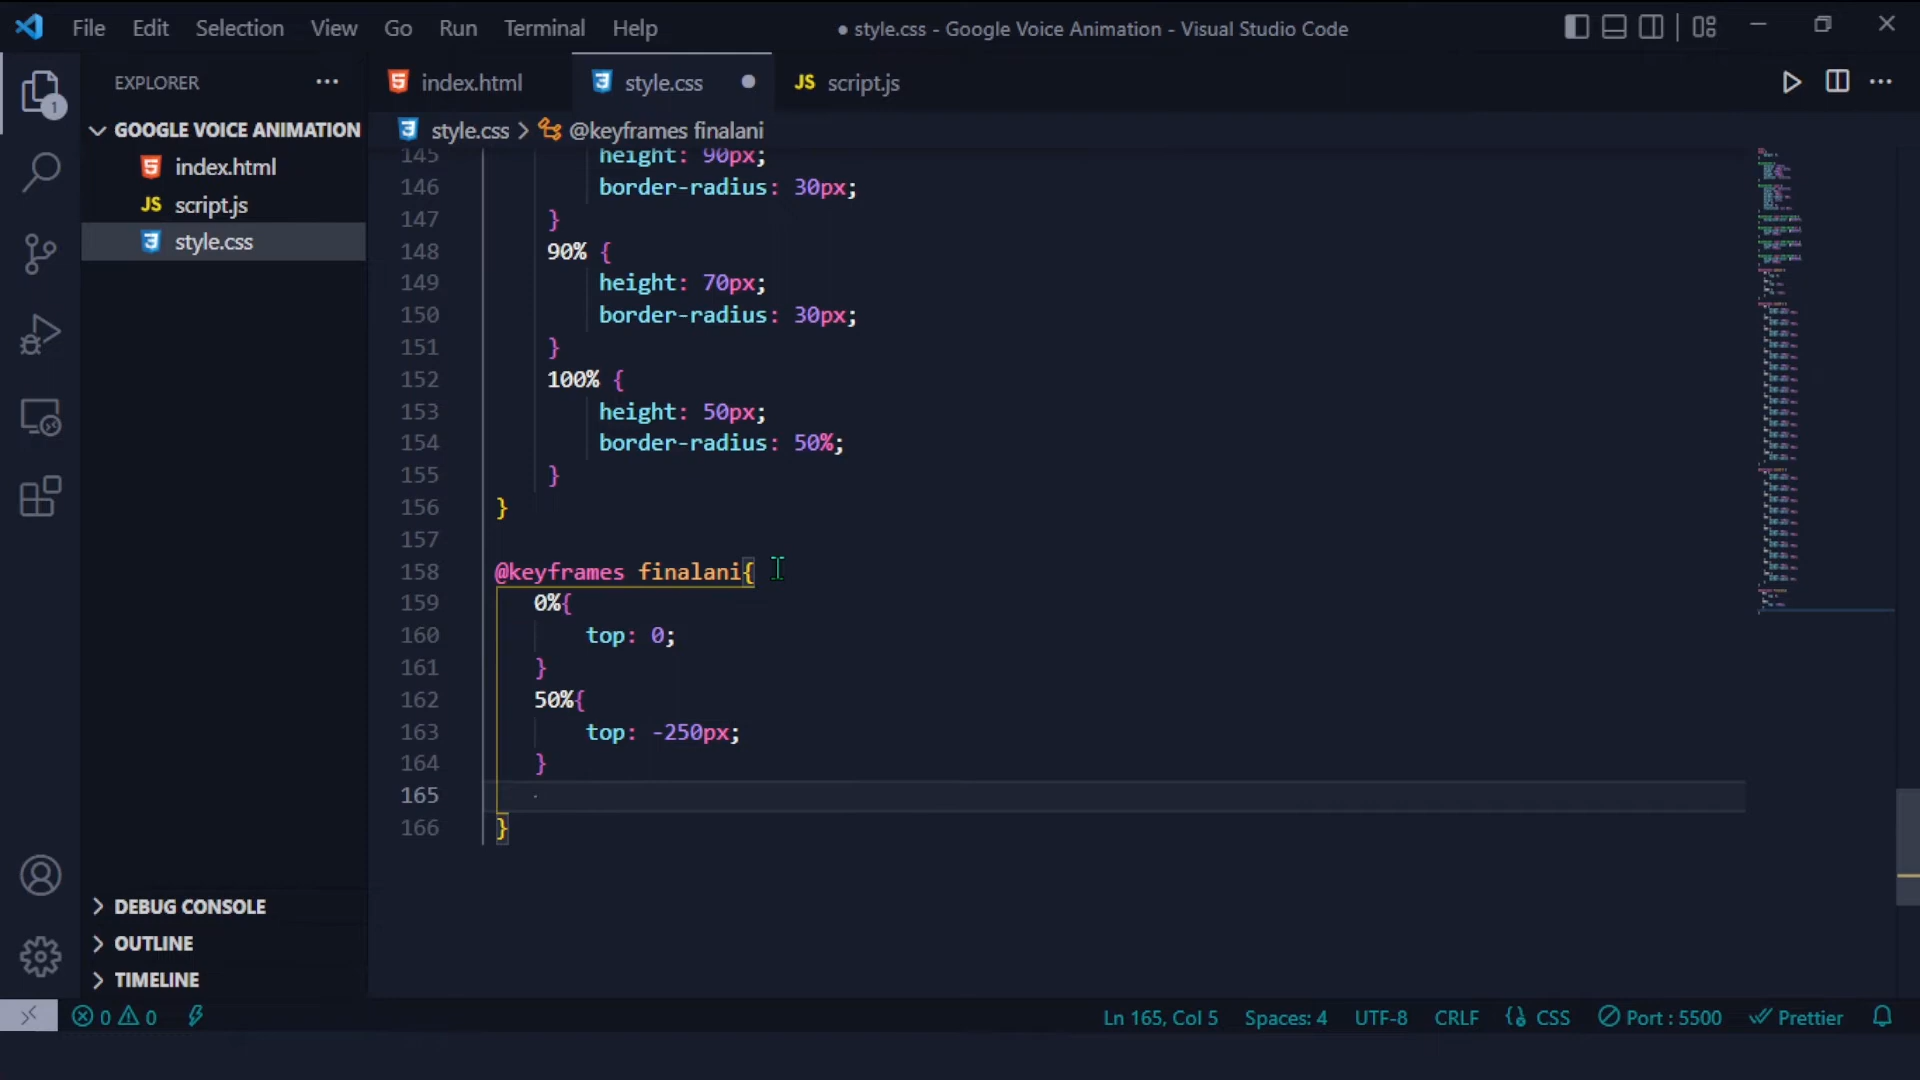 File Edit Selection View Go Run Terminal Help ● style.css - Google Voice Animation - Visual Studio Code
EXPLORER ···
GOOGLE VOICE ANIMATION
index.html
JS script.js
style.css
DEBUG CONSOLE
OUTLINE
TIMELINE
index.html style.css ● JS script.js
style.css > @keyframes finalani
145 height: 90px;
146 border-radius: 30px;
147 }
148 90% {
149 height: 70px;
150 border-radius: 30px;
151 }
152 100% {
153 height: 50px;
154 border-radius: 50%;
155 }
156 }
157
158 @keyframes finalani{
159 0%{
160 top: 0;
161 }
162 50%{
163 top: -250px;
164 }
165
166 }
1
0 0 Ln 165, Col 5 Spaces: 4 UTF-8 CRLF CSS Port : 5500 Prettier